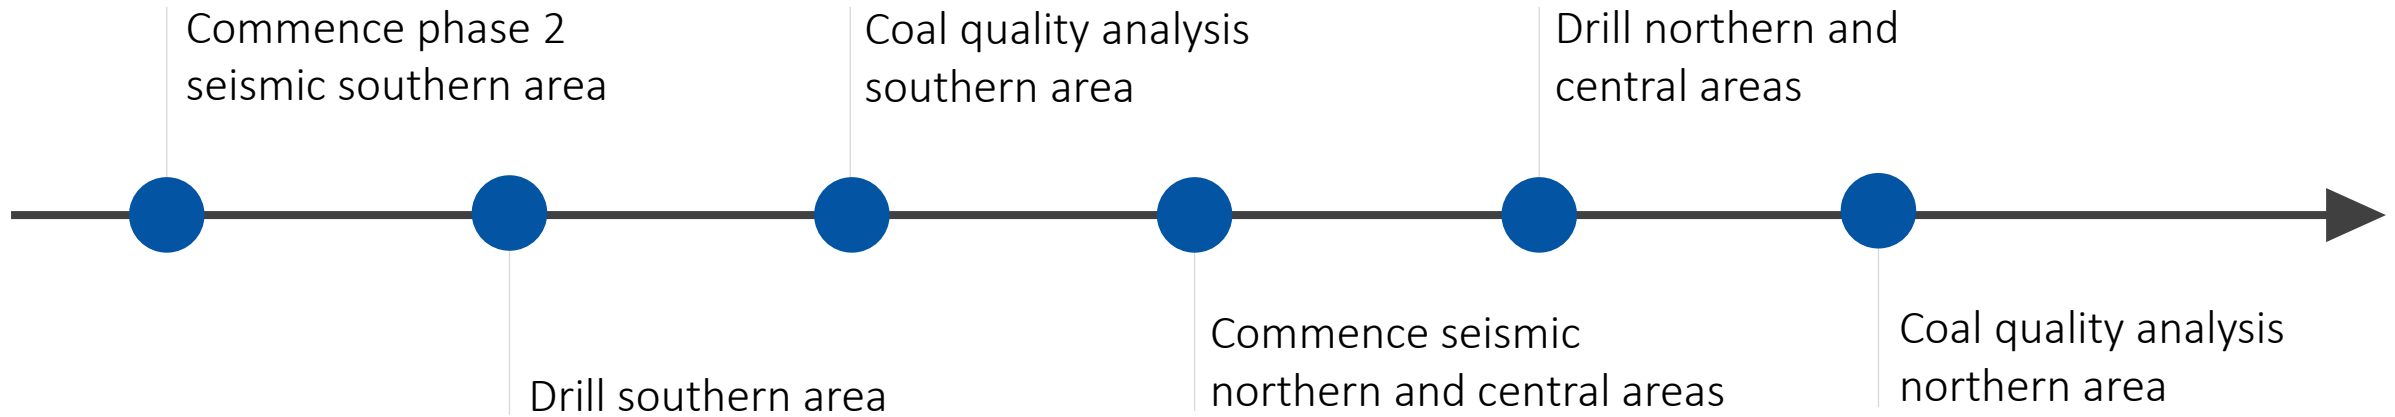 Commence phase 2
seismic southern area
Drill southern area
Coal quality analysis
southern area
Commence seismic
northern and central areas
Drill northern and
central areas
Coal quality analysis
northern area